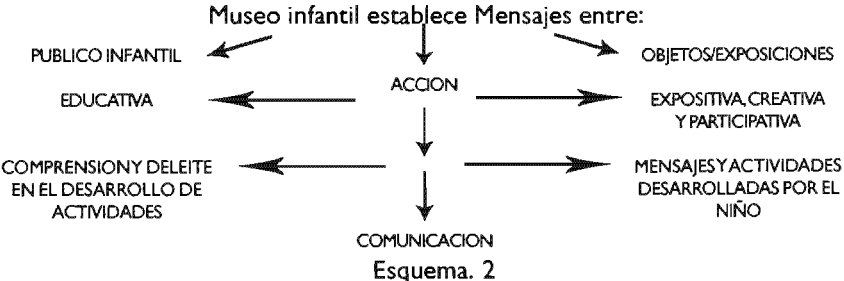 Museo infantil establece Mensajes entre:
PUBLICO INFANTIL
OBJETOS/EXPOSICIONES
ACCION
EDUCATIVA
EXPOSITIVA, CREATIVA
Y PARTICIPATIVA
COMPRENSION Y DELEITE
EN EL DESARROLLO DE
ACTIVIDADES
MENSAJES Y ACTIVIDADES
DESARROLLADAS POR EL
NIÑO
COMUNICACION
Esquema. 2